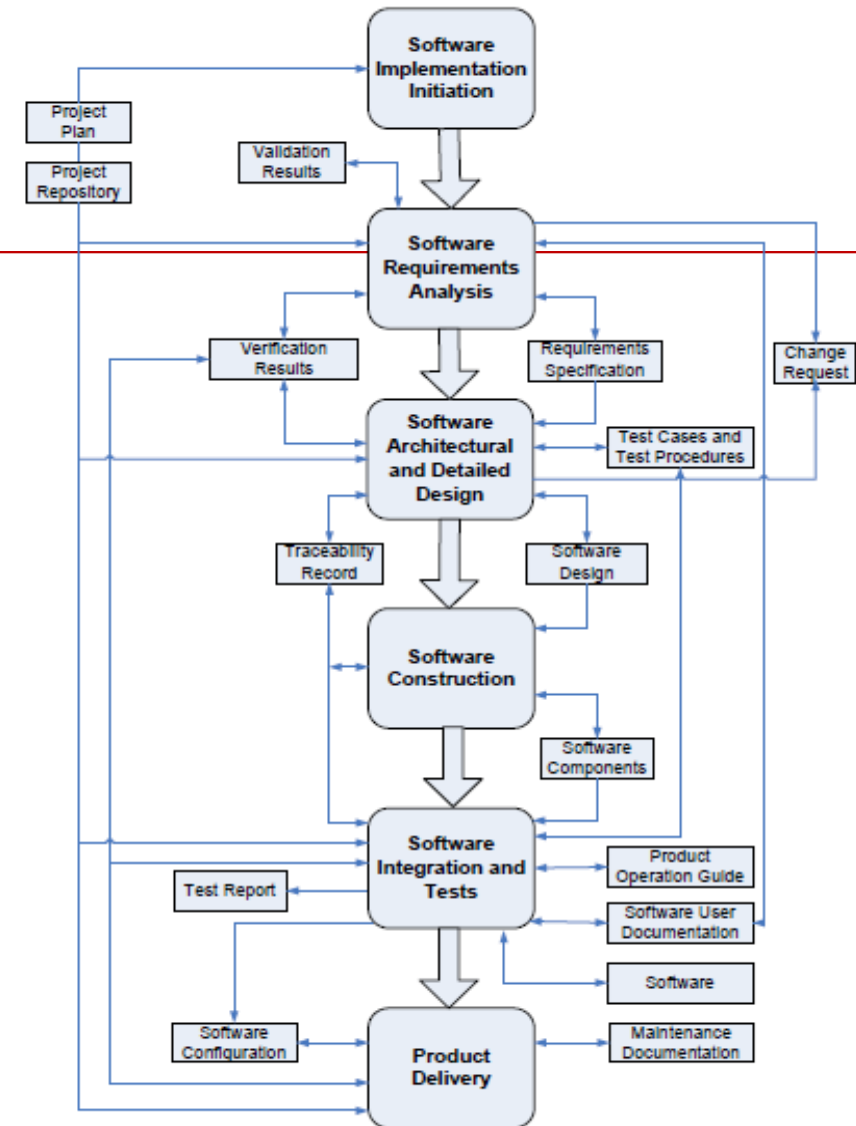 Software
Implementation
Initiation
Project
Plan
Validation
Results
Project
Repository
Software
Requirements
Analysis
Verification
Results
Requirements
Specification
Change
Request
Software
Architectural
and Detailed
Design
Test Cases and
Test Procedures
Traceability
Record
Software
Design
Software
Construction
Software
Components
Software
Integration and
Tests
Product
Operation Guide
Test Report
Software User
Documentation
Software
Software
Configuration
Product
Delivery
Maintenance
Documentation